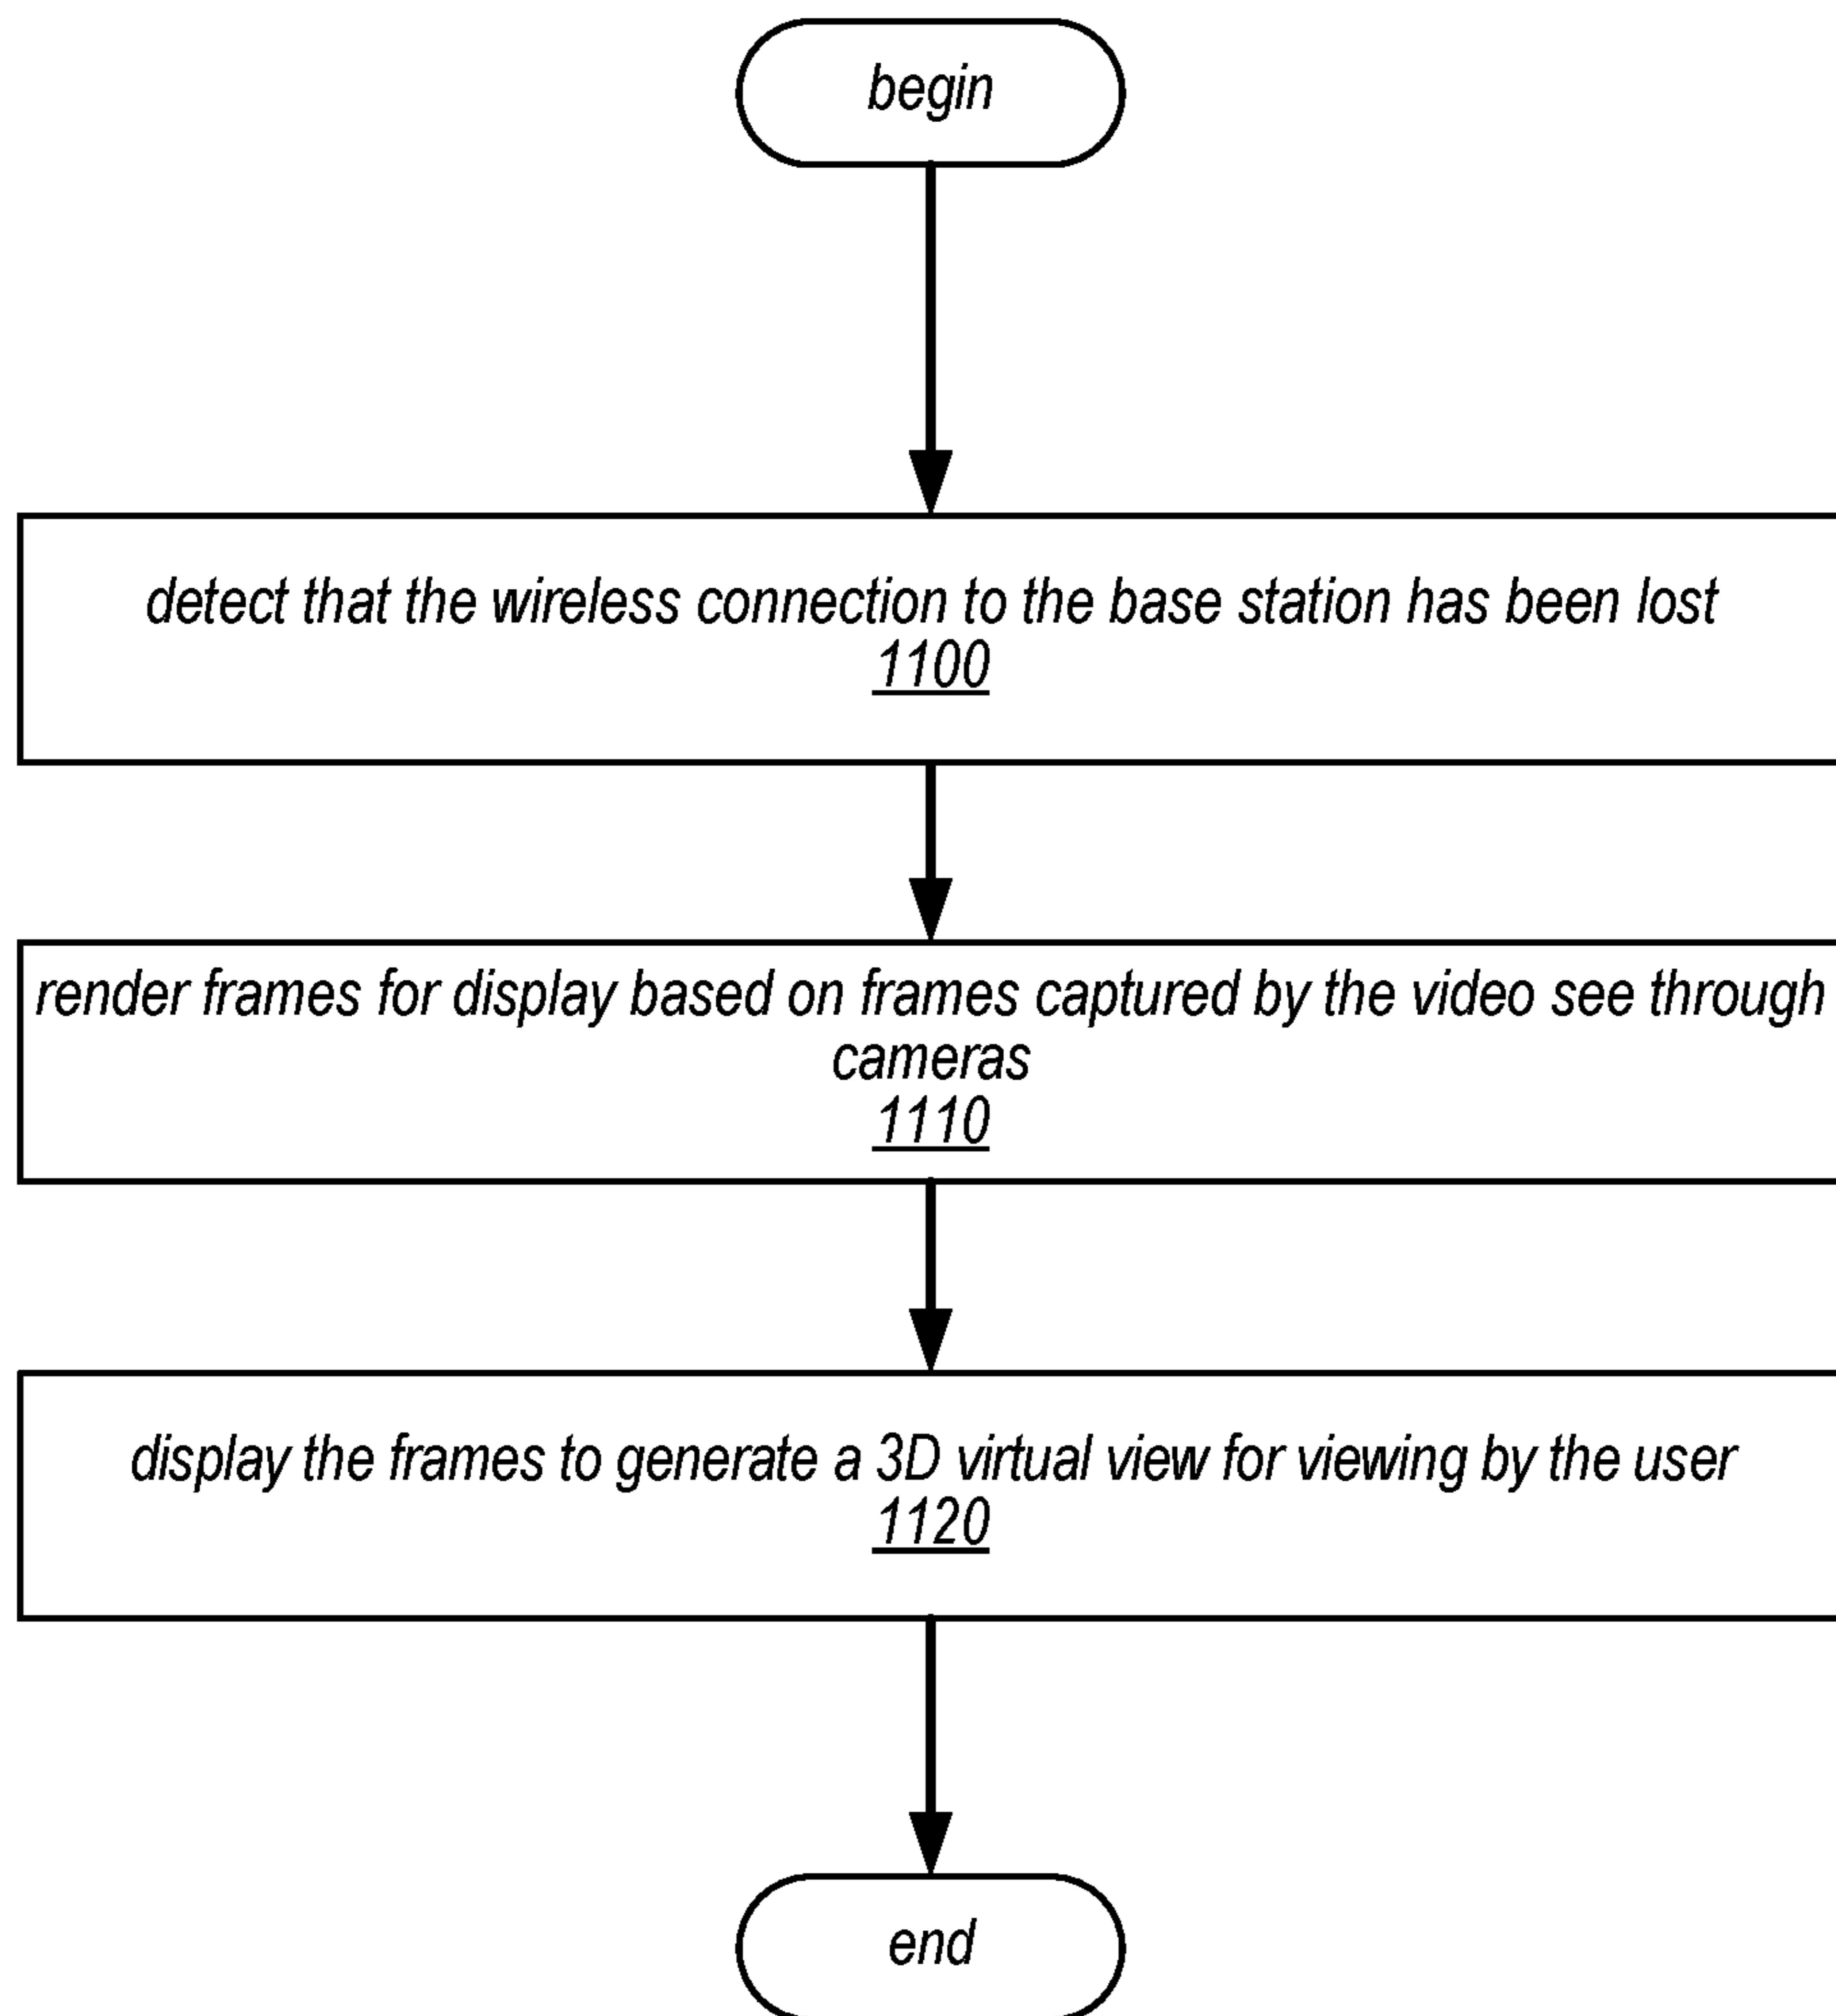 begin
detect that the wireless connection to the base station has been lost
1100
render frames for display based on frames captured by the video see through
cameras
1110
display the frames to generate a 3D virtual view for viewing by the user
1120
end